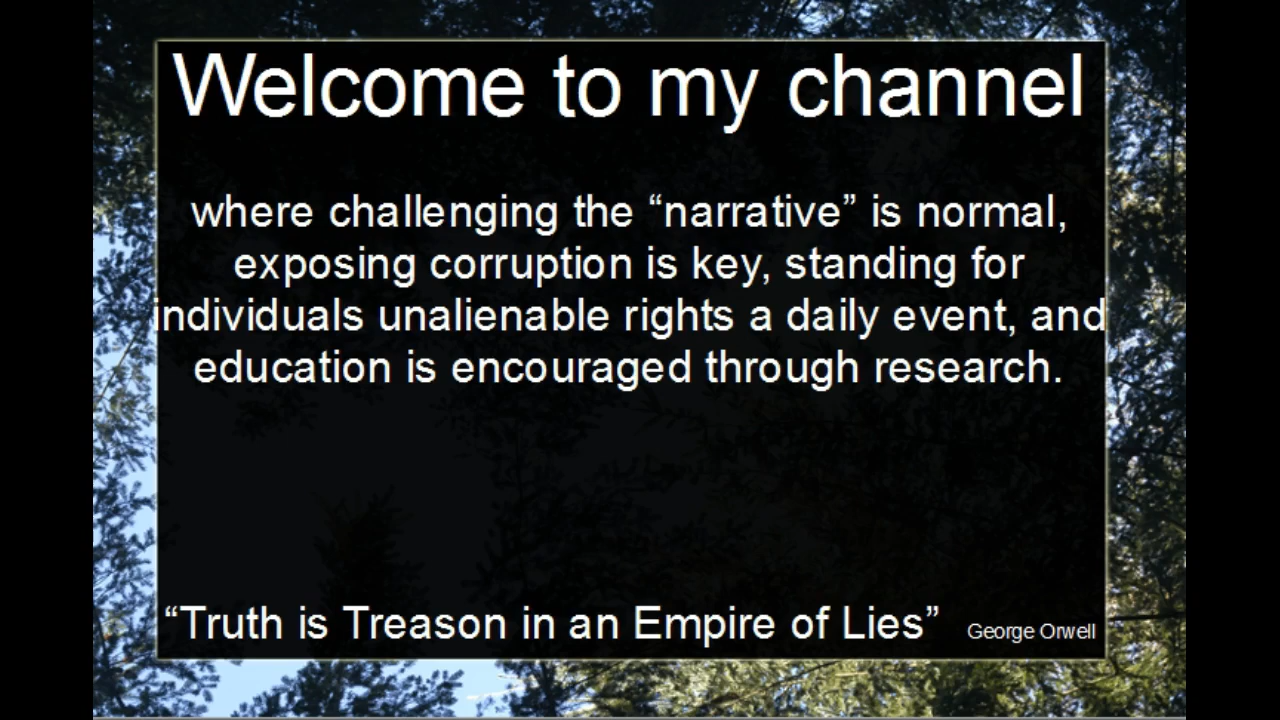 Welcome to my channel
where challenging the “narrative” is normal,
exposing corruption is key, standing for
individuals unalienable rights a daily event, and
education is encouraged through research.
“Truth is Treason in an Empire of Lies” George Orwell